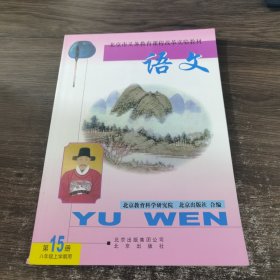 北京市义务教育课程改革实验教材
语文
北京教育科学研究院 北京出版社 合编
YU WEN
第15册
八年级上学期用
北京出版集团公司
北京出版社